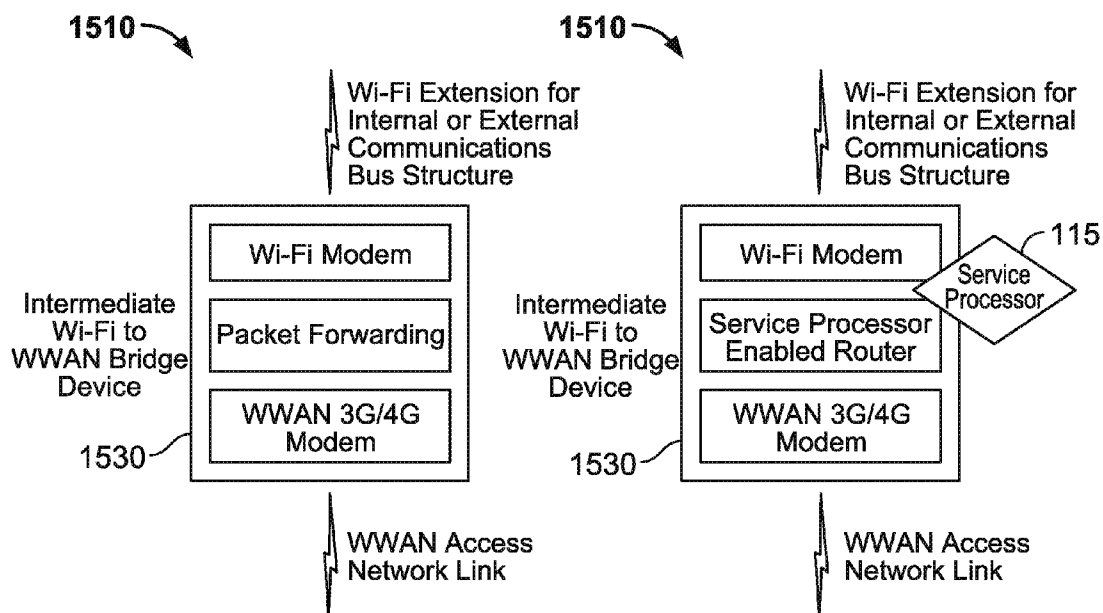 1510
Wi-Fi Extension for
Internal or External
Communications
Bus Structure
Wi-Fi Modem
Intermediate
Wi-Fi to
WWAN Bridge
Device
Packet Forwarding
WWAN 3G/4G
Modem
1530
WWAN Access
Network Link
1510
Wi-Fi Extension for
Internal or External
Communications
Bus Structure
115
Wi-Fi Modem
Service
Processor
Intermediate
Wi-Fi to
WWAN Bridge
Device
Service Processor
Enabled Router
WWAN 3G/4G
Modem
1530
WWAN Access
Network Link